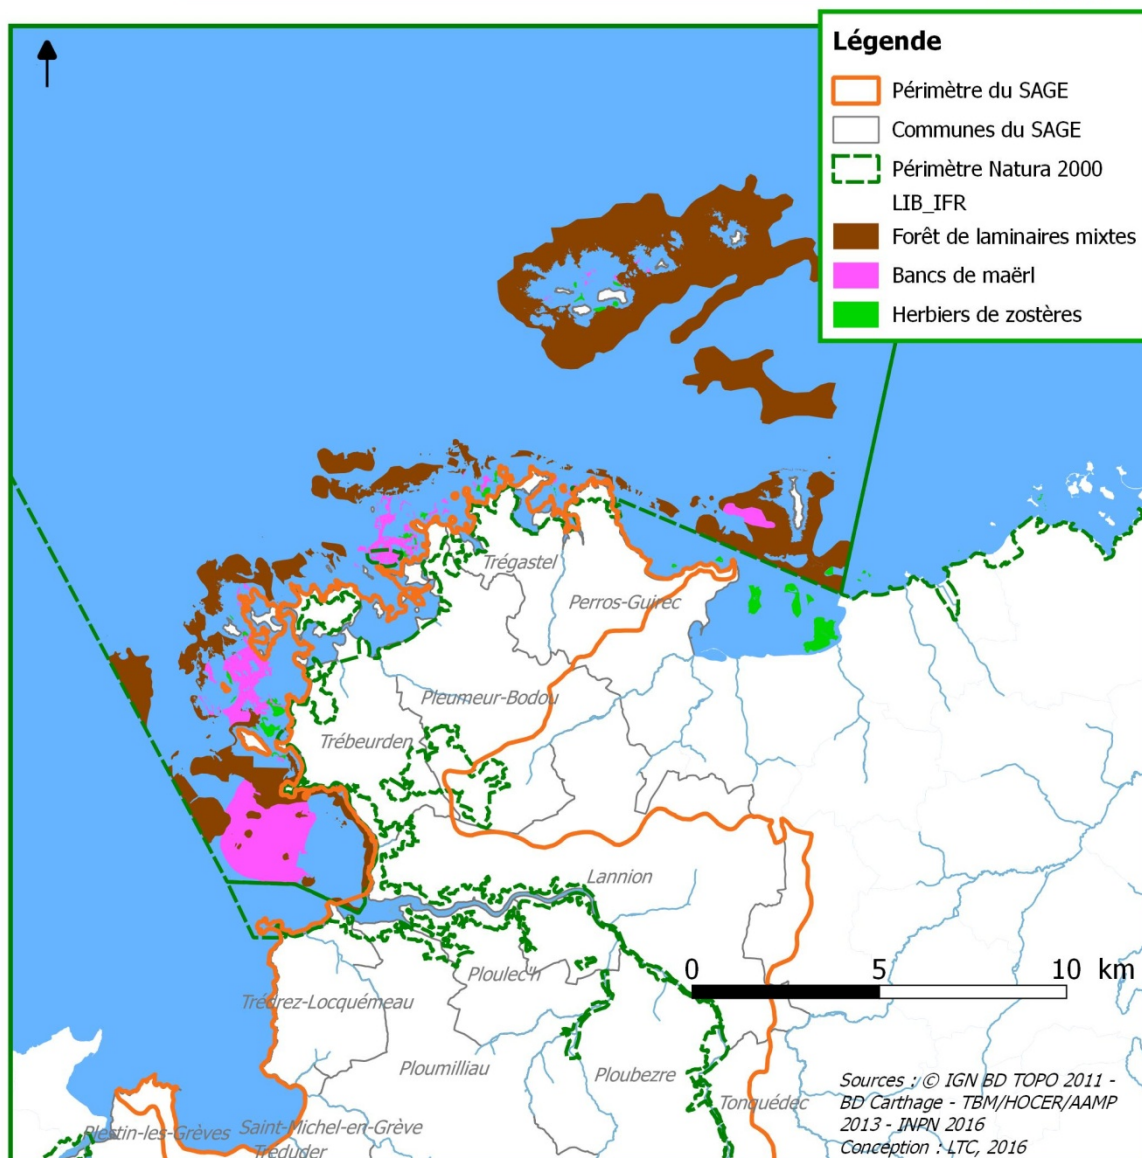 Légende
Périmètre du SAGE
Communes du SAGE
Périmètre Natura 2000
LIB_IFR
Forêt de laminaires mixtes
Bancs de maërl
Herbiers de zostères
Trégastel
Perros-Guirec
Pleumeur-Bodou
Trébeurden
Lannion
Ploulec'h
0 5 10 km
Trédrez-Locquémeau
Ploumilliau
Ploubezre
Tonquédec
Sources : © IGN BD TOPO 2011 -
BD Carthage - TBM/HOCER/AAMP
2013 - INPN 2016
Conception : LTC, 2016
Plestin-les-Grèves
Saint-Michel-en-Grève
Tréduder